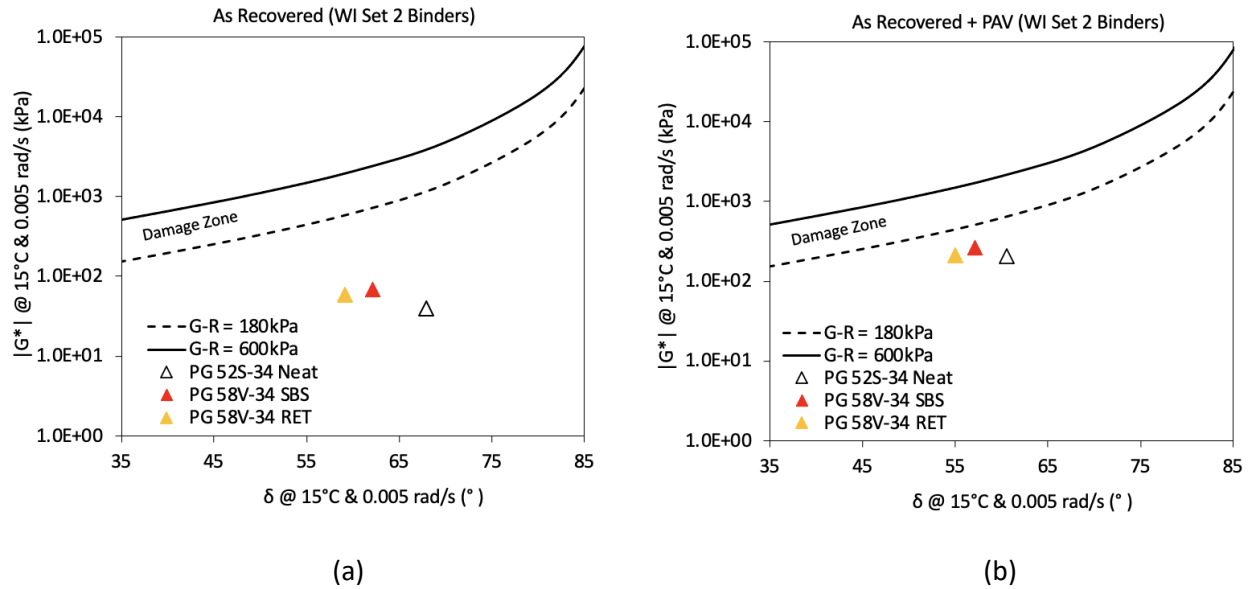 As Recovered (WI Set 2 Binders)
|G*| @ 15°C & 0.005 rad/s (kPa)
1.0E+05
1.0E+04
1.0E+03
1.0E+02
1.0E+01
1.0E+00
Damage Zone
G-R = 180kPa
G-R = 600kPa
PG 52S-34 Neat
PG 58V-34 SBS
PG 58V-34 RET
35 45 55 65 75 85
δ @ 15°C & 0.005 rad/s (° )
(a)
As Recovered + PAV (WI Set 2 Binders)
|G*| @ 15°C & 0.005 rad/s (kPa)
1.0E+05
1.0E+04
1.0E+03
1.0E+02
1.0E+01
1.0E+00
Damage Zone
G-R = 180kPa
G-R = 600kPa
PG 52S-34 Neat
PG 58V-34 SBS
PG 58V-34 RET
35 45 55 65 75 85
δ @ 15°C & 0.005 rad/s (° )
(b)